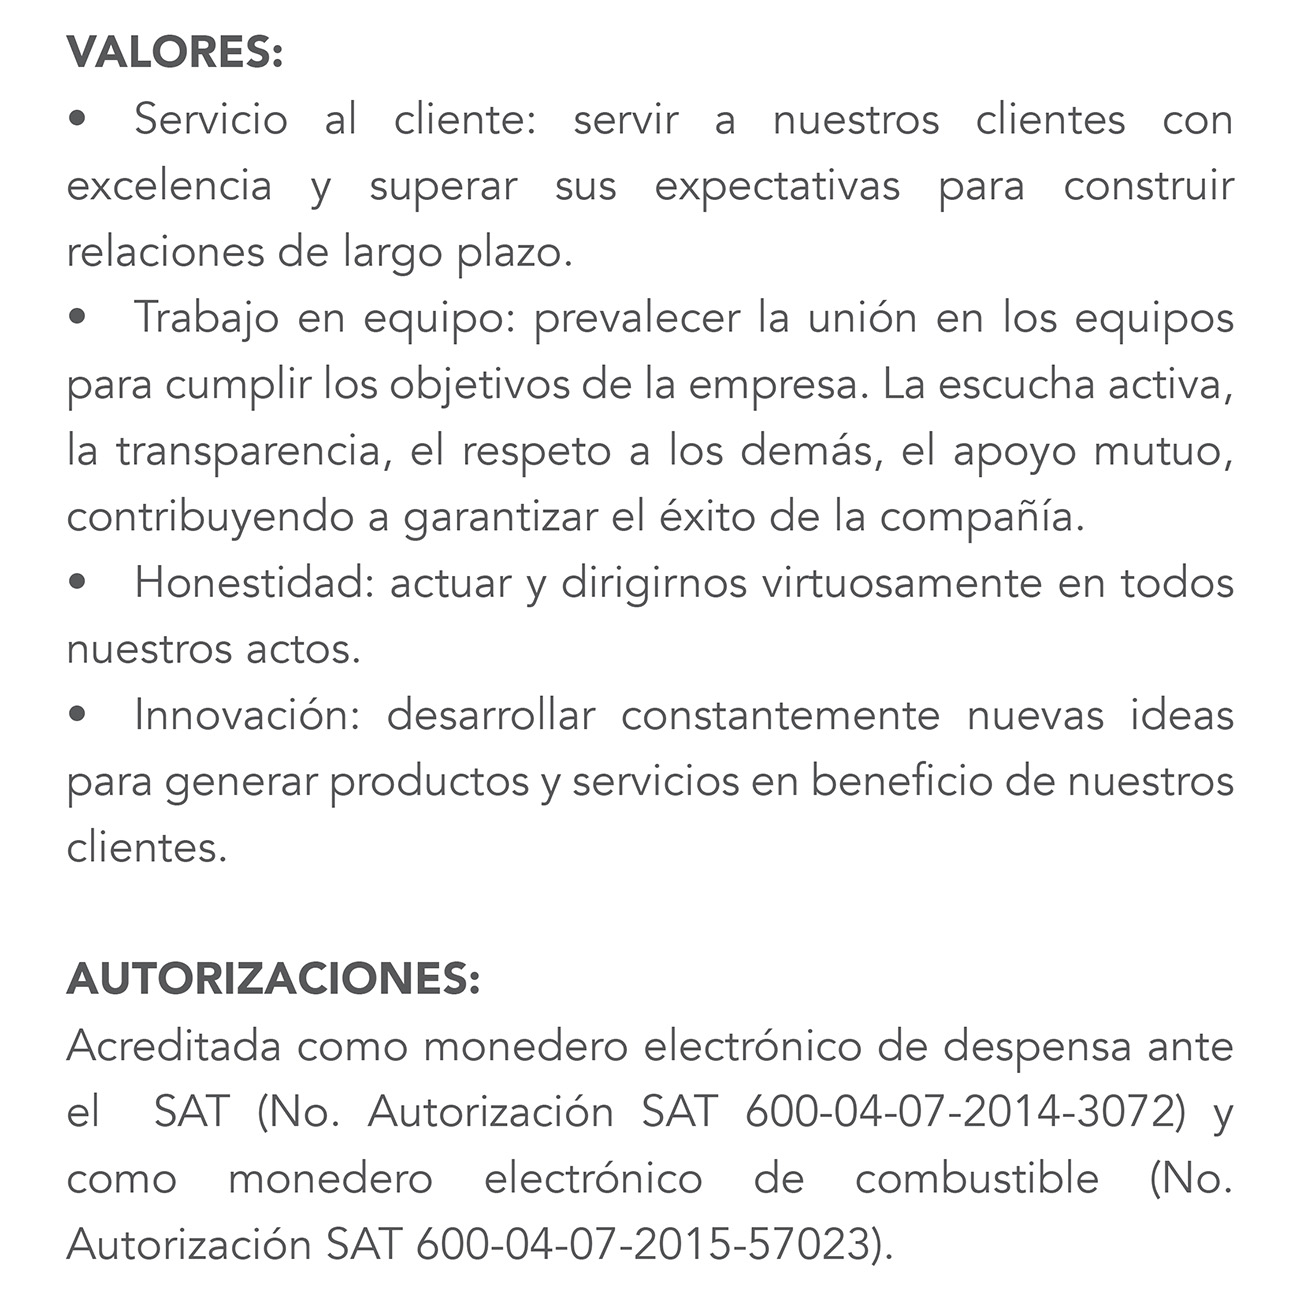 VALORES:
• Servicio al cliente: servir a nuestros clientes con
excelencia y superar sus expectativas para construir
relaciones de largo plazo.
• Trabajo en equipo: prevalecer la unión en los equipos
para cumplir los objetivos de la empresa. La escucha activa,
la transparencia, el respeto a los demás, el apoyo mutuo,
contribuyendo a garantizar el éxito de la compañía.
• Honestidad: actuar y dirigirnos virtuosamente en todos
nuestros actos.
• Innovación: desarrollar constantemente nuevas ideas
para generar productos y servicios en beneficio de nuestros
clientes.
AUTORIZACIONES:
Acreditada como monedero electrónico de despensa ante
el SAT (No. Autorización SAT 600-04-07-2014-3072) y
como monedero electrónico de combustible (No.
Autorización SAT 600-04-07-2015-57023).